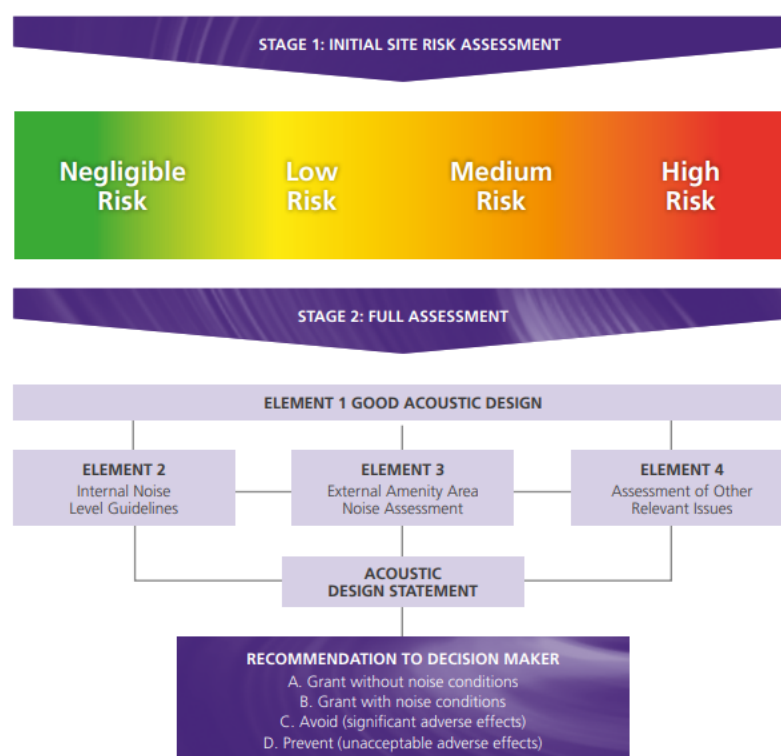 STAGE 1: INITIAL SITE RISK ASSESSMENT
Negligible
Risk
Low
Risk
Medium
Risk
High
Risk
STAGE 2: FULL ASSESSMENT
ELEMENT 1 GOOD ACOUSTIC DESIGN
ELEMENT 2
Internal Noise
Level Guidelines
ELEMENT 3
External Amenity Area
Noise Assessment
ELEMENT 4
Assessment of Other
Relevant Issues
ACOUSTIC
DESIGN STATEMENT
RECOMMENDATION TO DECISION MAKER
A. Grant without noise conditions
B. Grant with noise conditions
C. Avoid (significant adverse effects)
D. Prevent (unacceptable adverse effects)